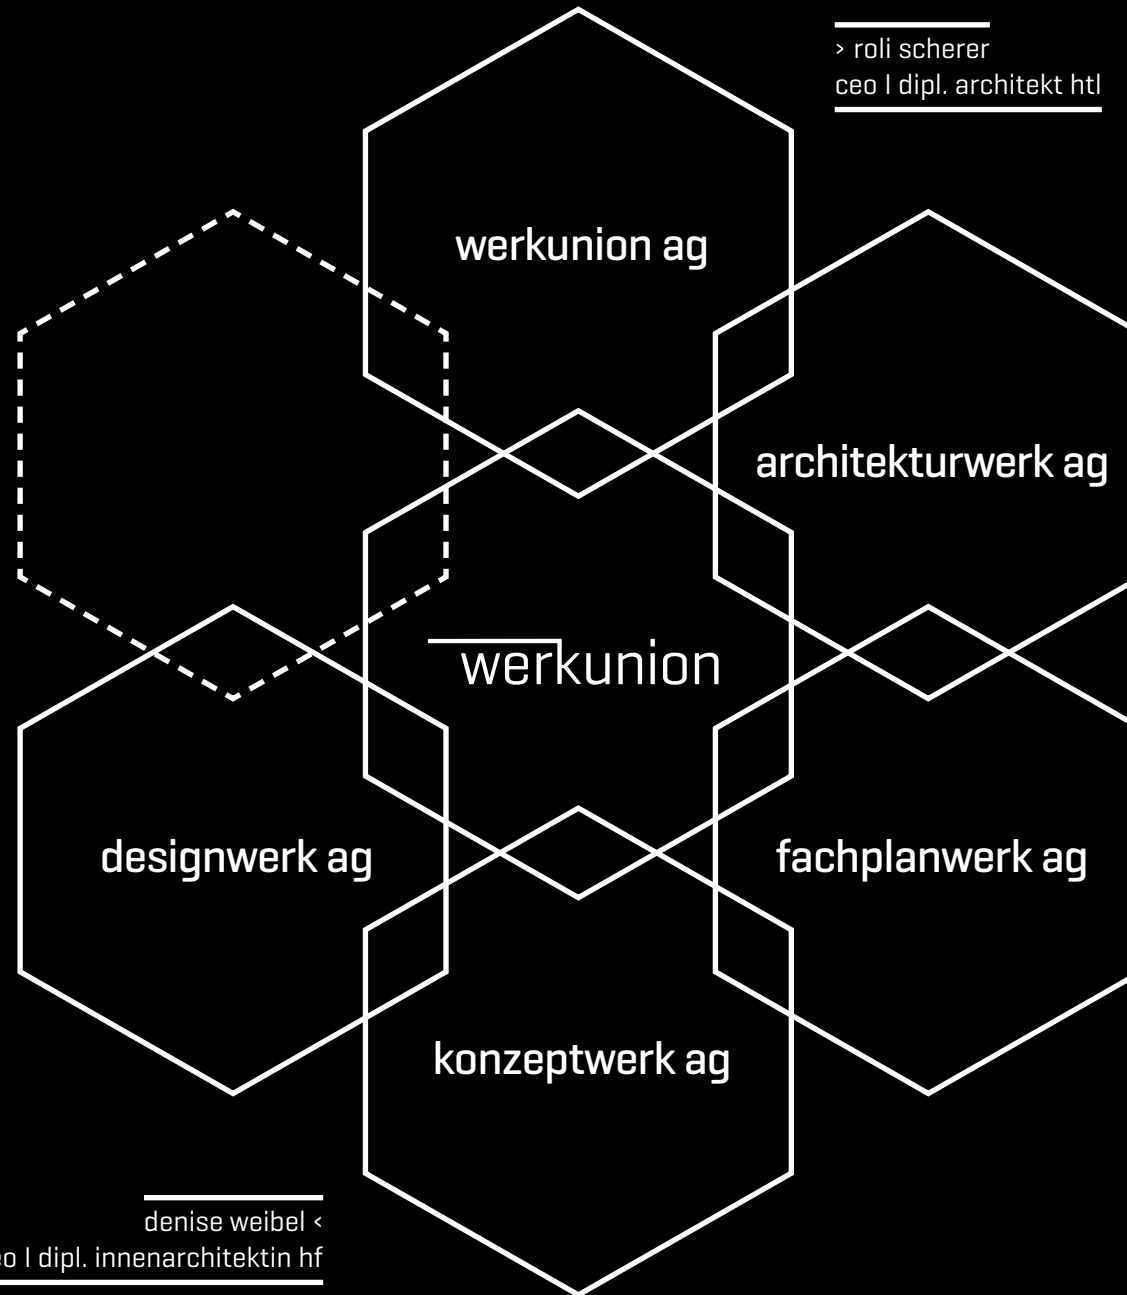 > roli scherer
ceo | dipl. architekt htl
werkunion ag
architekturwerk ag
werkunion
designwerk ag
fachplanwerk ag
konzeptwerk ag
denise weibel <
eo | dipl. innenarchitektin hf